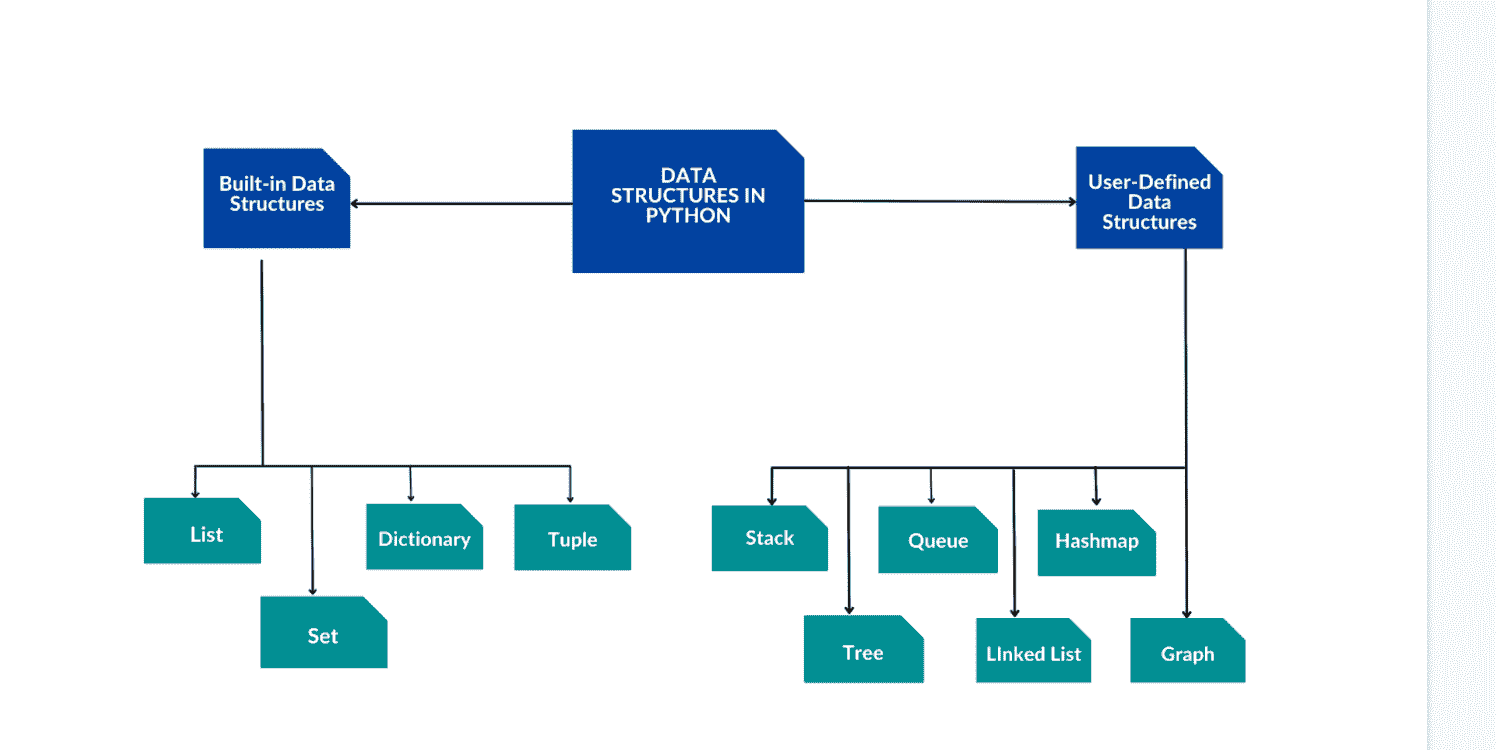 DATA
STRUCTURES IN
PYTHON
Built-in Data
Structures
User-Defined
Data
Structures
List
Dictionary
Tuple
Set
Stack
Queue
Hashmap
Tree
LInked List
Graph